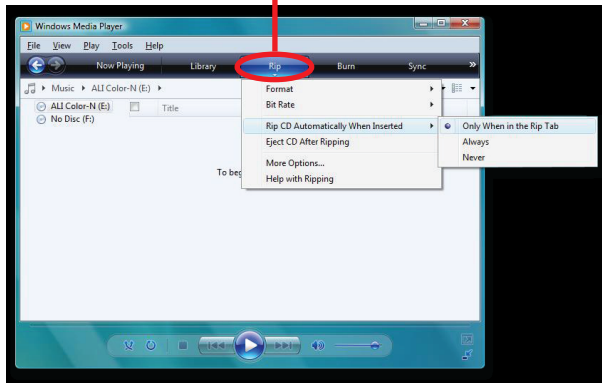 Windows Media Player
File View Play Tools Help
Now Playing Library Rip Burn Sync »
Music ALI Color-N (E:)
ALI Color-N (E:) Title
No Disc (F:)
To beg
Format
Bit Rate
Rip CD Automatically When Inserted
Eject CD After Ripping
More Options...
Help with Ripping
Only When in the Rip Tab
Always
Never